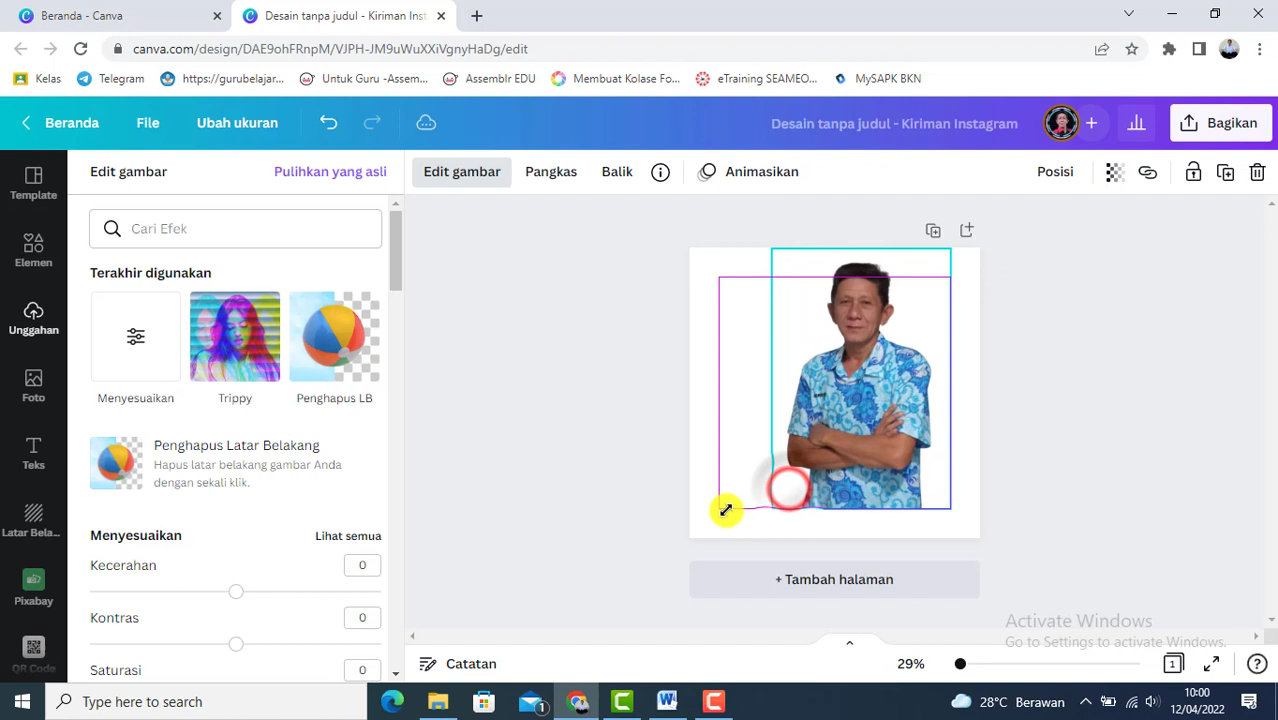 Beranda - Canva
Desain tanpa judul - Kiriman Inst
canva.com/design/DAE9ohFRnpM/VJPH-JM9uWuXXiVgnyHaDg/edit
Kelas
Telegram
https://gurubelajar...
Untuk Guru -Assem...
Assemblr EDU
Membuat Kolase Fo...
iTraining SEAMEO...
MySAPK BKN
Beranda
File
Ubah ukuran
Desain tanpa judul - Kiriman Instagram
Bagikan
Edit gambar
Pulihkan yang asli
Edit gambar
Pangkas
Balik
Animasikan
Posisi
Template
Elemen
Unggahan
Foto
Teks
Latar Bela...
Pixabay
QR Code
Cari Efek
Terakhir digunakan
Menyesuaikan
Trippy
Penghapus LB
Penghapus Latar Belakang
Hapus latar belakang gambar Anda
dengan sekali klik.
Menyesuaikan
Lihat semua
Kecerahan
0
Kontras
0
Saturasi
0
+ Tambah halaman
Activate Windows
Go to Settings to activate Windows.
Catatan
29%
1
Type here to search
1
28°C Berawan
10:00
12/04/2022